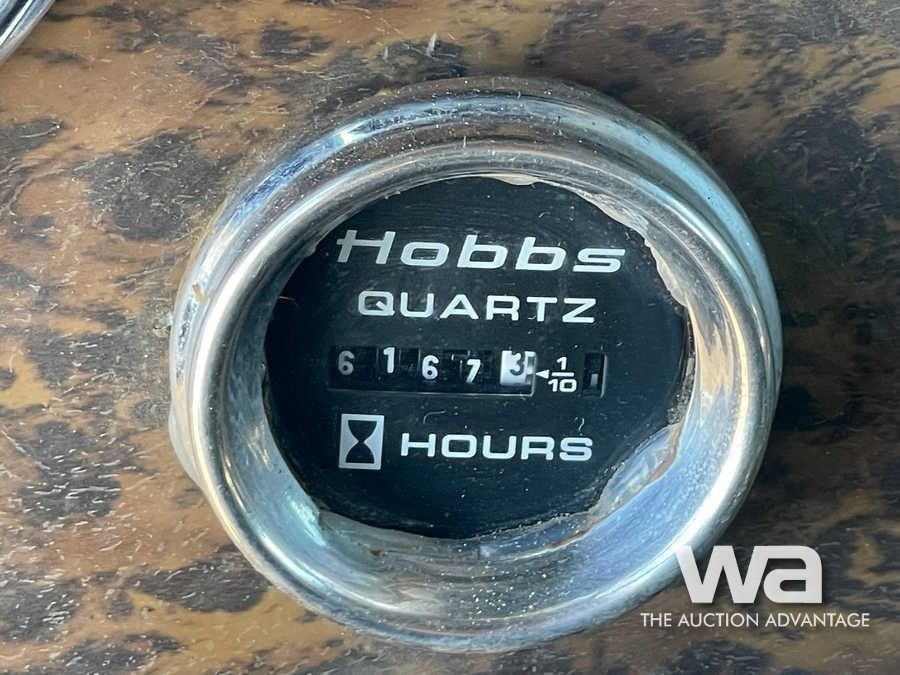 Hobbs
QUARTZ
6 1 6 7 3 ◄ 1/10
HOURS
wa
THE AUCTION ADVANTAGE